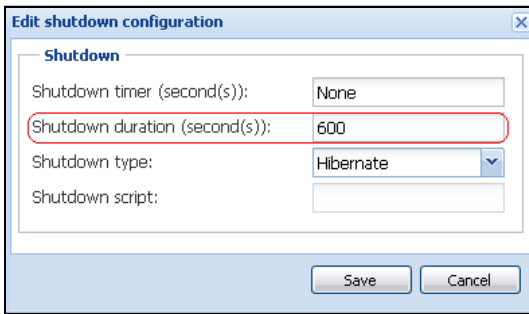 Edit shutdown configuration
Shutdown
Shutdown timer (second(s)): None
Shutdown duration (second(s)): 600
Shutdown type: Hibernate
Shutdown script:
Save Cancel